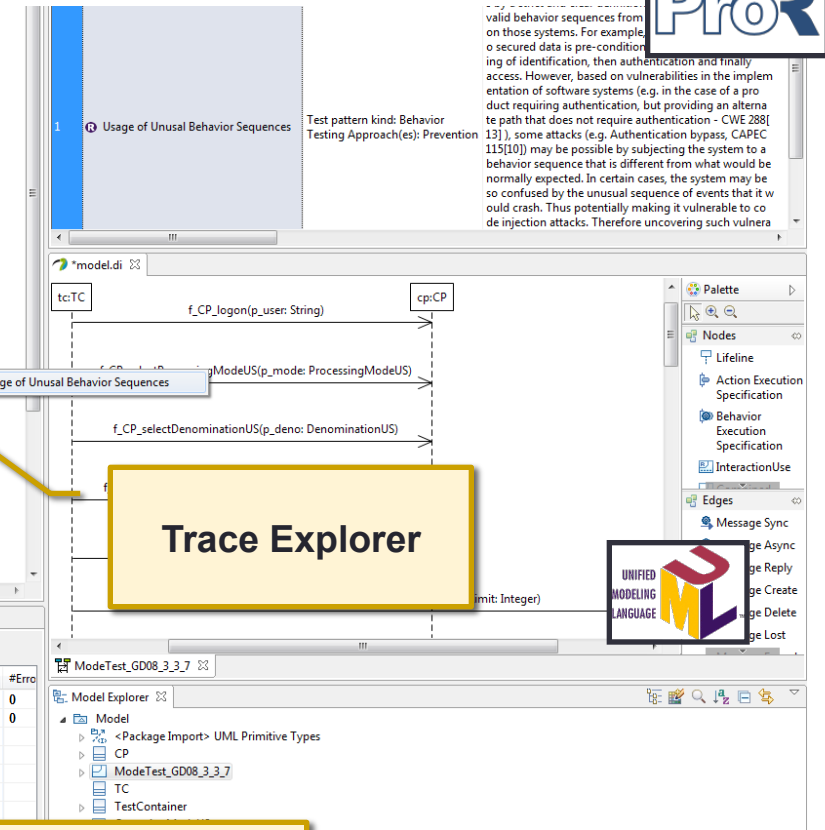 ProR
valid behavior sequences from
on those systems. For example,
o secured data is pre-condition
ing of identification, then authentication and finally
access. However, based on vulnerabilities in the implem
entation of software systems (e.g. in the case of a pro
duct requiring authentication, but providing an alterna
te path that does not require authentication - CWE 288[
13] ), some attacks (e.g. Authentication bypass, CAPEC
115[10]) may be possible by subjecting the system to a
behavior sequence that is different from what would be
normally expected. In certain cases, the system may be
so confused by the unusual sequence of events that it w
ould crash. Thus potentially making it vulnerable to co
de injection attacks. Therefore uncovering such vulnera
1
R Usage of Unusal Behavior Sequences
Test pattern kind: Behavior
Testing Approach(es): Prevention
*model.di
tc:TC
cp:CP
f_CP_logon(p_user: String)
gModeUS(p_mode: ProcessingModeUS)
ge of Unusal Behavior Sequences
f_CP_selectDenominationUS(p_deno: DenominationUS)
f
Trace Explorer
imit: Integer)
Palette
Nodes
Lifeline
Action Execution
Specification
Behavior
Execution
Specification
InteractionUse
Edges
Message Sync
ge Async
ge Reply
ge Create
ge Delete
ge Lost
UNIFIED
MODELING
LANGUAGE
UML
ModeTest_GD08_3_3_7
#Erro
0
0
Model Explorer
Model
<Package Import> UML Primitive Types
CP
ModeTest_GD08_3_3_7
TC
TestContainer